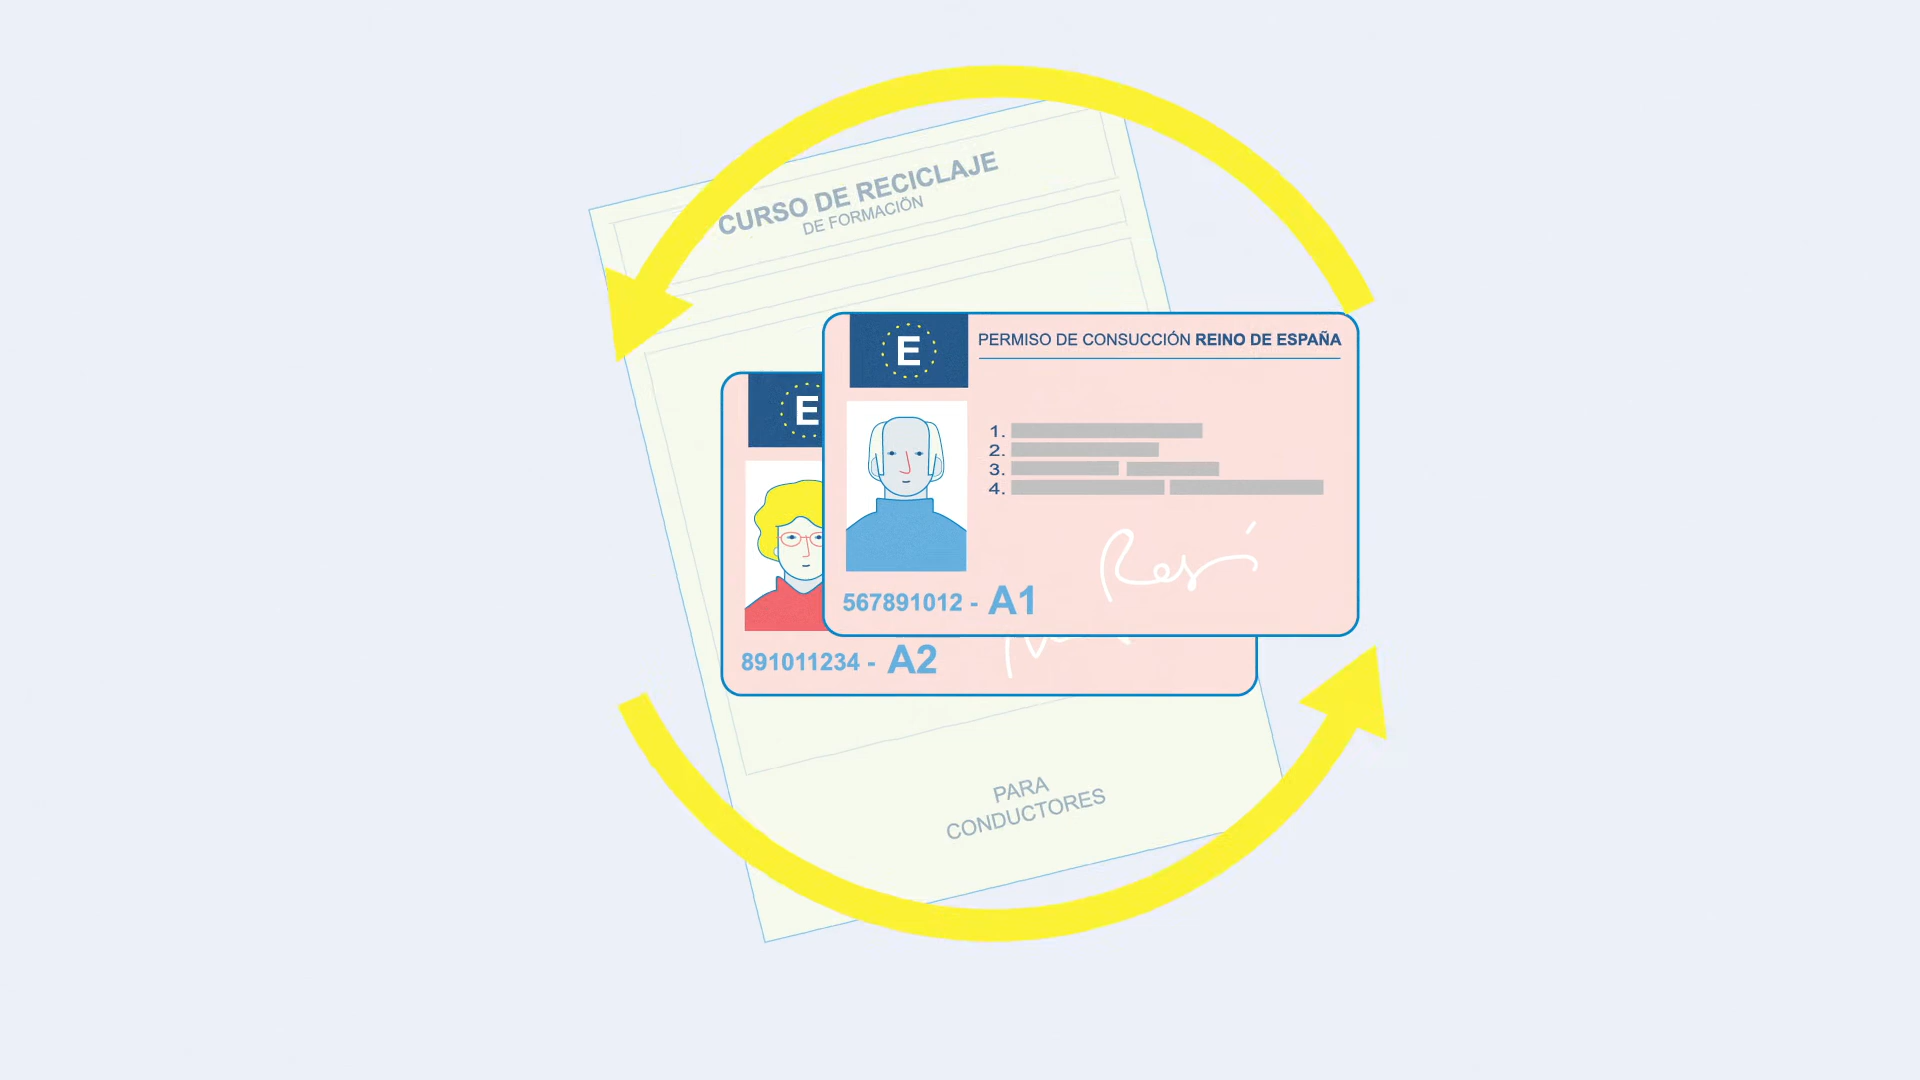 CURSO DE RECICLAJE
DE FORMACIÖN
E
PERMISO DE CONSUCCIÓN REINO DE ESPAÑA
1.
2.
3.
4.
567891012 - A1
E
891011234 - A2
PARA
CONDUCTORES